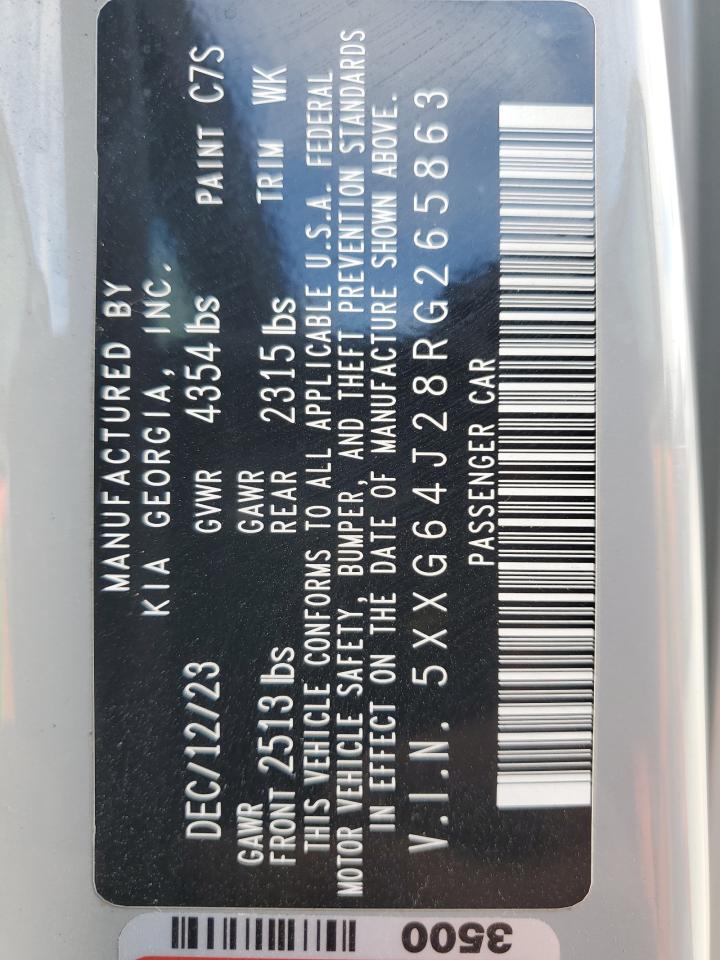 MANUFACTURED BY
KIA GEORGIA, INC.
DEC/12/23 GVWR 4354 lbs PAINT C7S
GAWR FRONT 2513 lbs GAWR REAR 2315 lbs TRIM WK
THIS VEHICLE CONFORMS TO ALL APPLICABLE U.S.A. FEDERAL
MOTOR VEHICLE SAFETY, BUMPER, AND THEFT PREVENTION STANDARDS
IN EFFECT ON THE DATE OF MANUFACTURE SHOWN ABOVE.
V.I.N. 5XXG64J28RG265863
PASSENGER CAR
3500